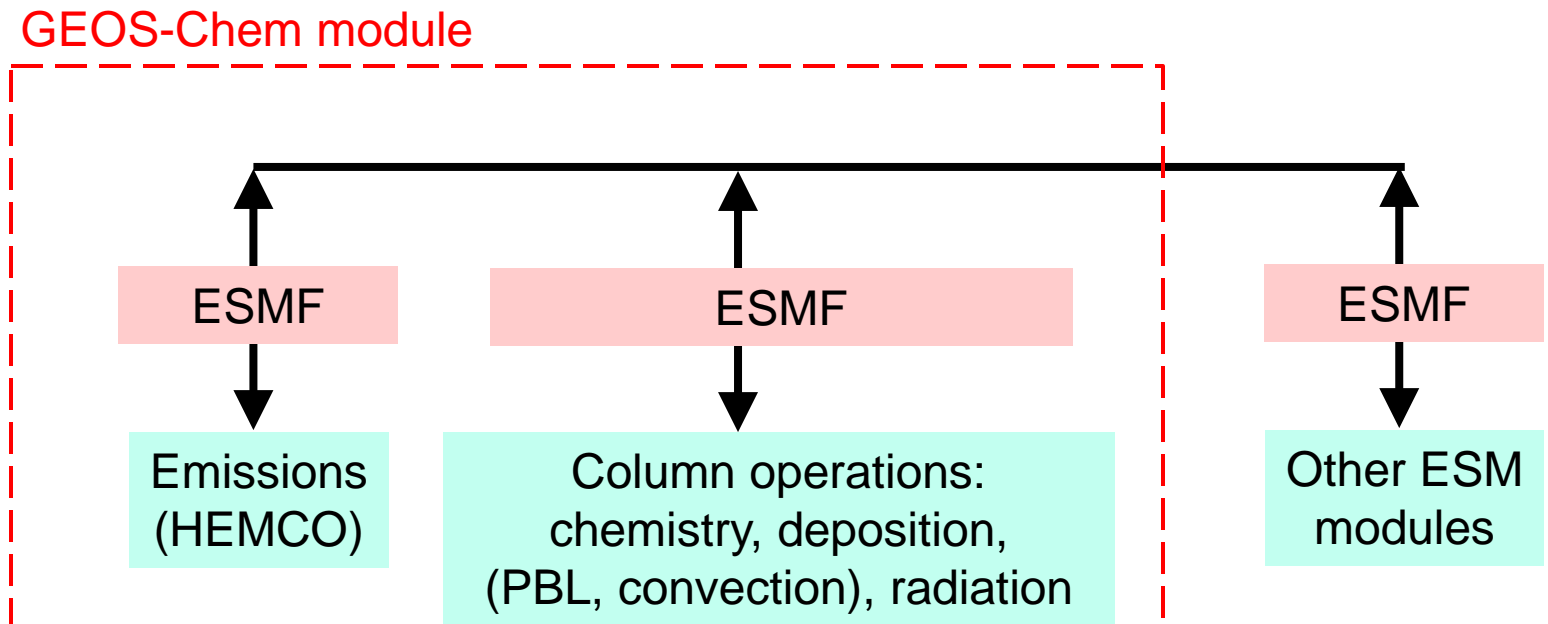 GEOS-Chem module
ESMF
ESMF
ESMF
Emissions
(HEMCO)
Column operations:
chemistry, deposition,
(PBL, convection), radiation
Other ESM
modules